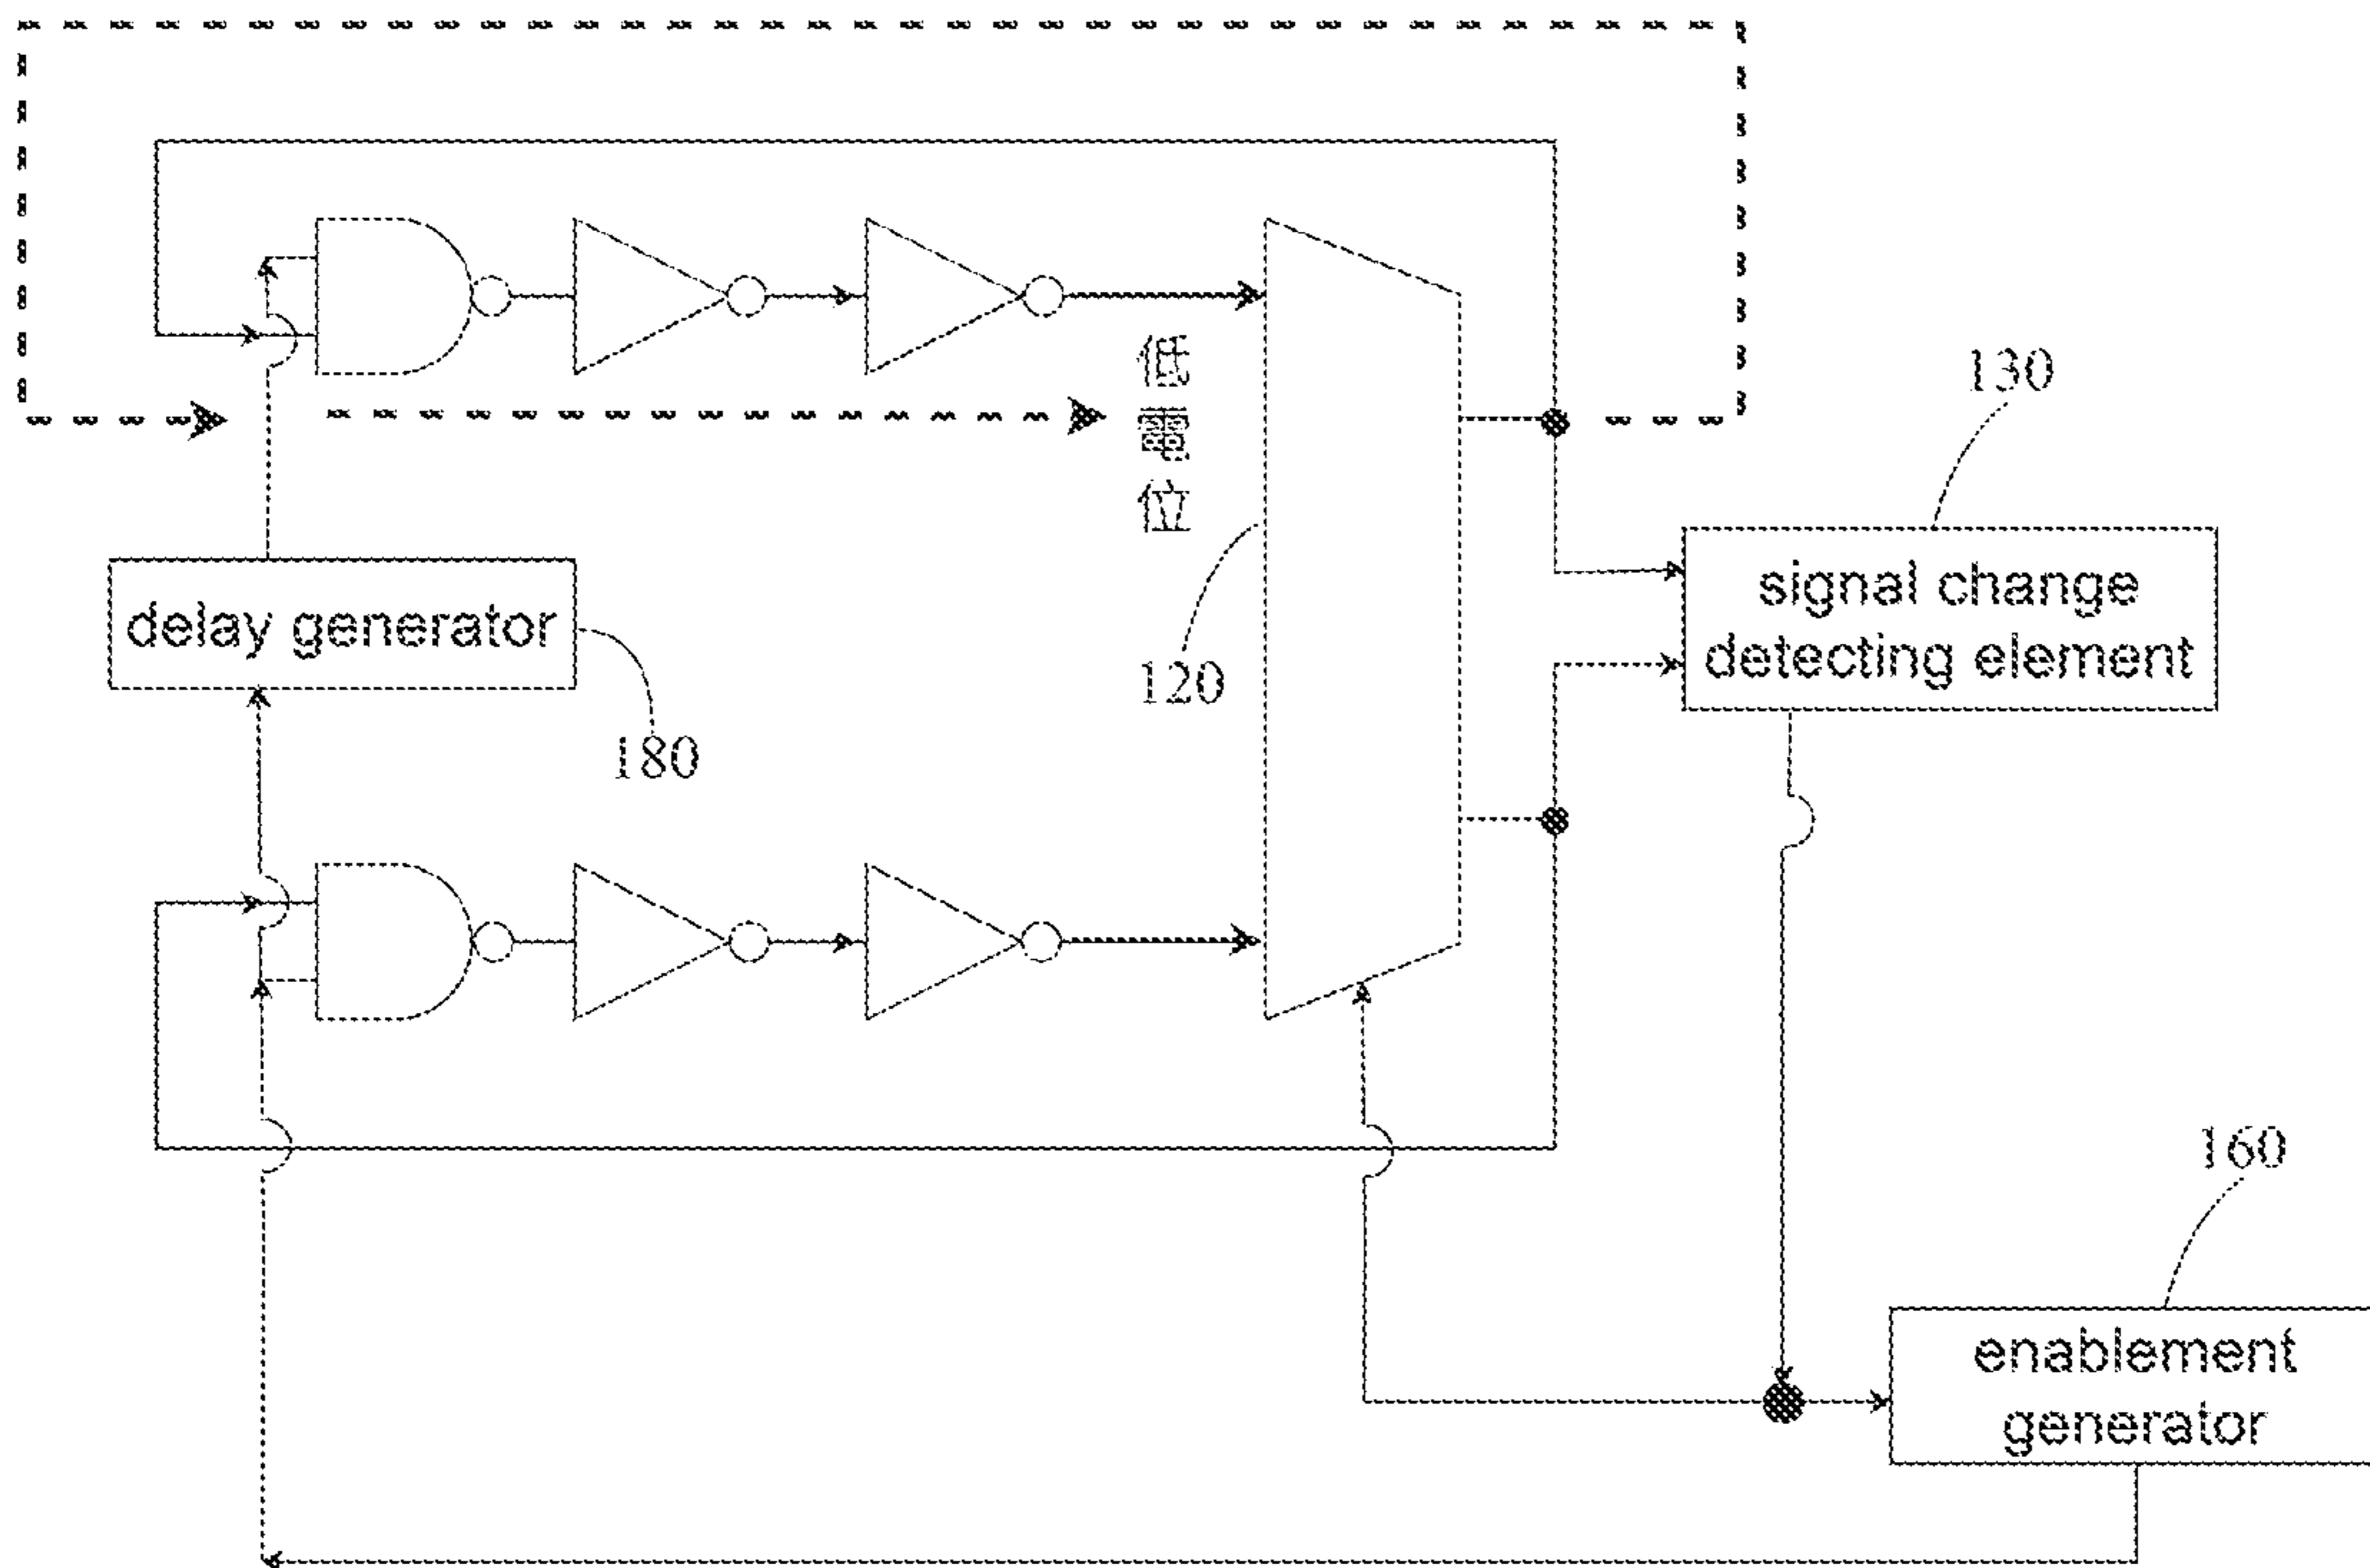 低電位
130
signal change
detecting element
120
delay generator
180
160
enablement
generator